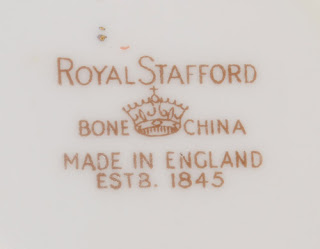 ROYAL STAFFORD
BONE CHINA
MADE IN ENGLAND
ESTB. 1845